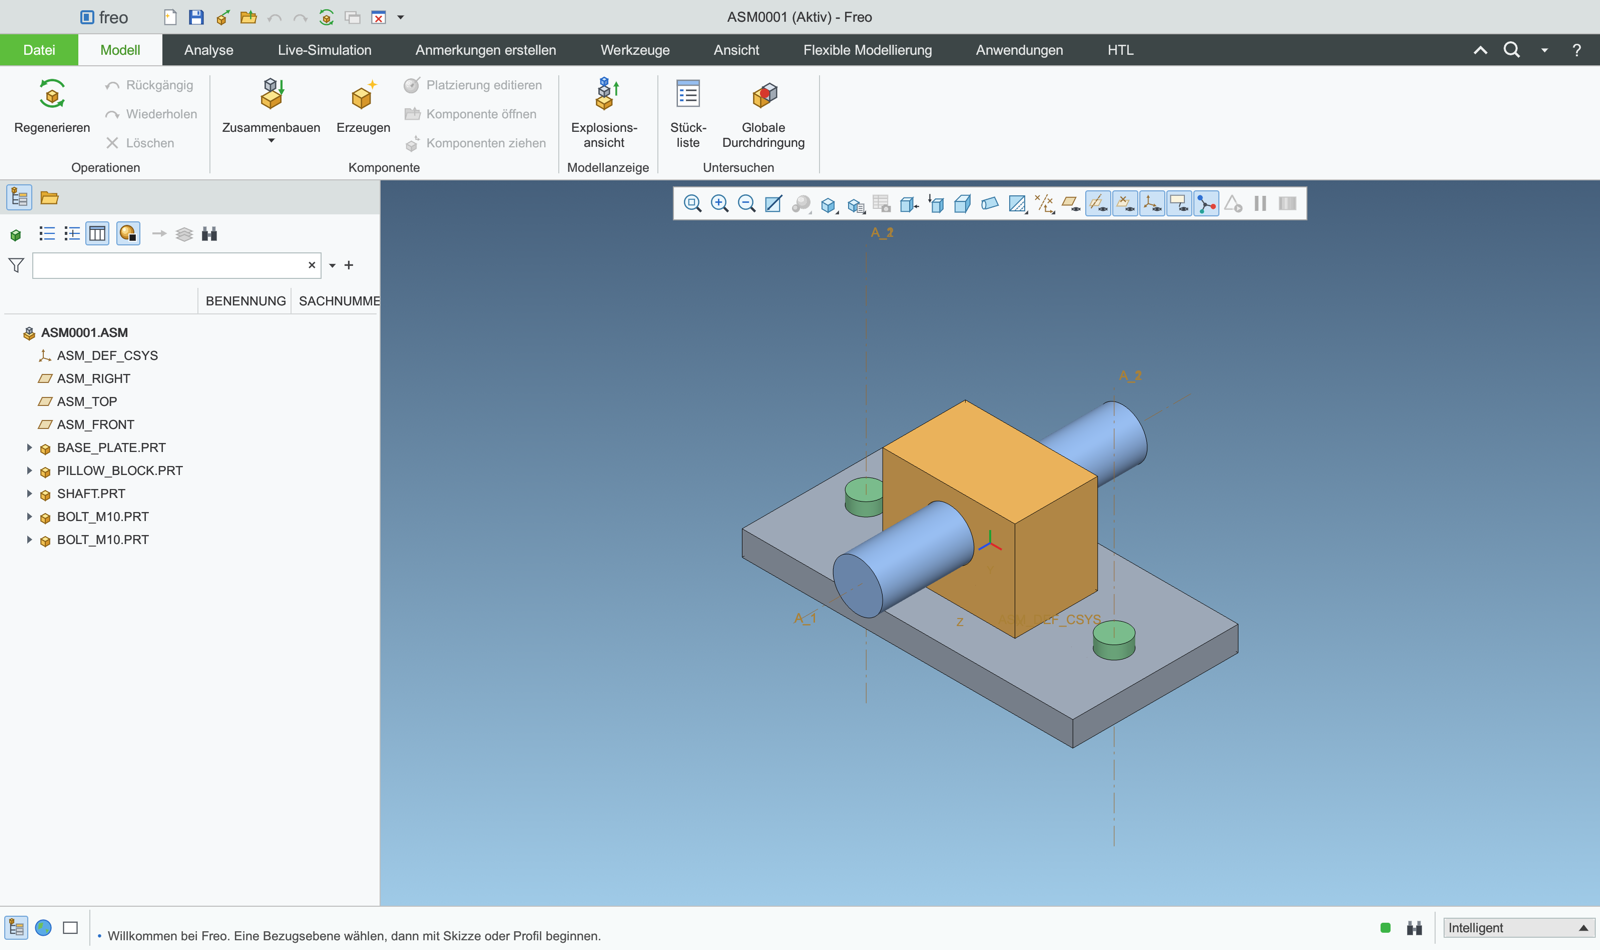 freo
ASM0001 (Aktiv) - Freo
Datei
Modell
Analyse
Live-Simulation
Anmerkungen erstellen
Werkzeuge
Ansicht
Flexible Modellierung
Anwendungen
HTL
?
Regenerieren
Rückgängig
Wiederholen
Löschen
Operationen
Zusammenbauen
Erzeugen
Platzierung editieren
Komponente öffnen
Komponenten ziehen
Komponente
Explosions-
ansicht
Modellanzeige
Stück-
liste
Globale
Durchdringung
Untersuchen
BENENNUNG
SACHNUMME
ASM0001.ASM
ASM_DEF_CSYS
ASM_RIGHT
ASM_TOP
ASM_FRONT
BASE_PLATE.PRT
PILLOW_BLOCK.PRT
SHAFT.PRT
BOLT_M10.PRT
BOLT_M10.PRT
A_2
A_2
A_1
Z
ASM_DEF_CSYS
• Willkommen bei Freo. Eine Bezugsebene wählen, dann mit Skizze oder Profil beginnen.
Intelligent